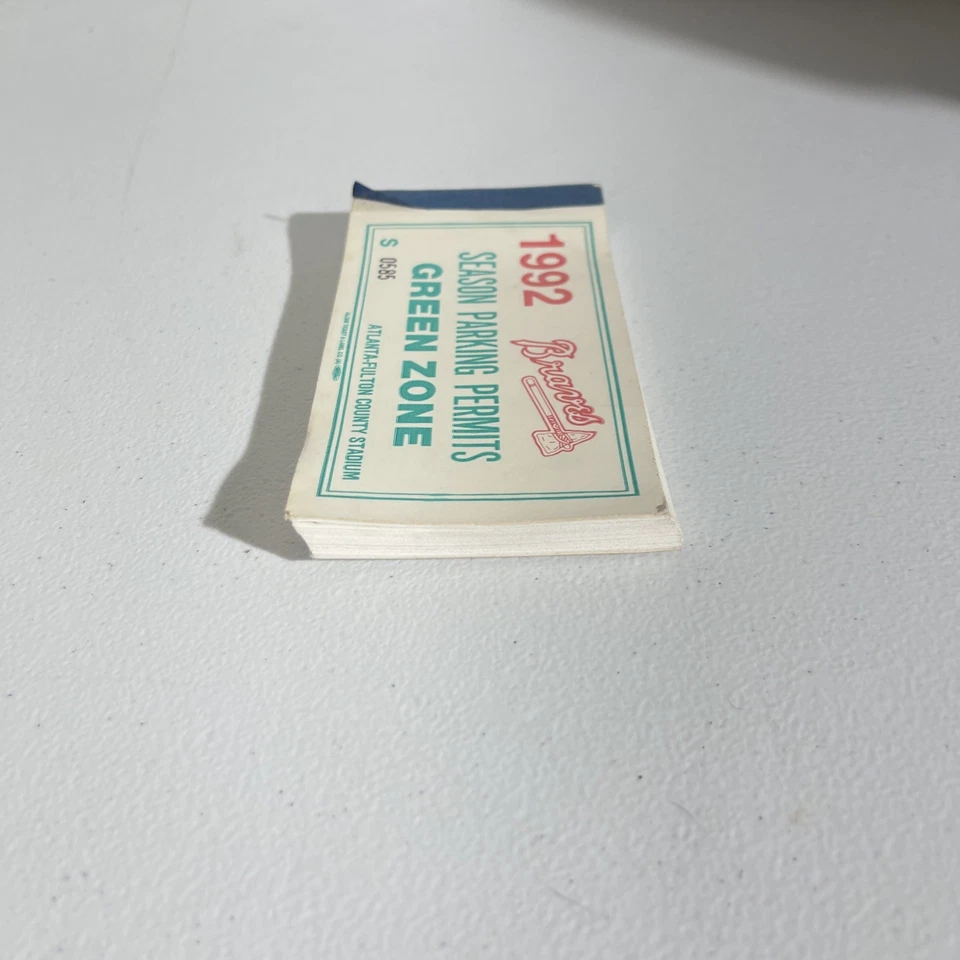 1992 Braves
SEASON PARKING PERMITS
GREEN ZONE
S 0585
ATLANTA-FULTON COUNTY STADIUM